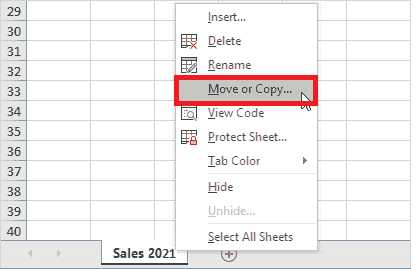 29
Insert...
30
Delete
31
Rename
32
Move or Copy...
33
View Code
34
Protect Sheet...
35
Tab Color
36
Hide
37
Unhide...
38
Select All Sheets
39
40
Sales 2021